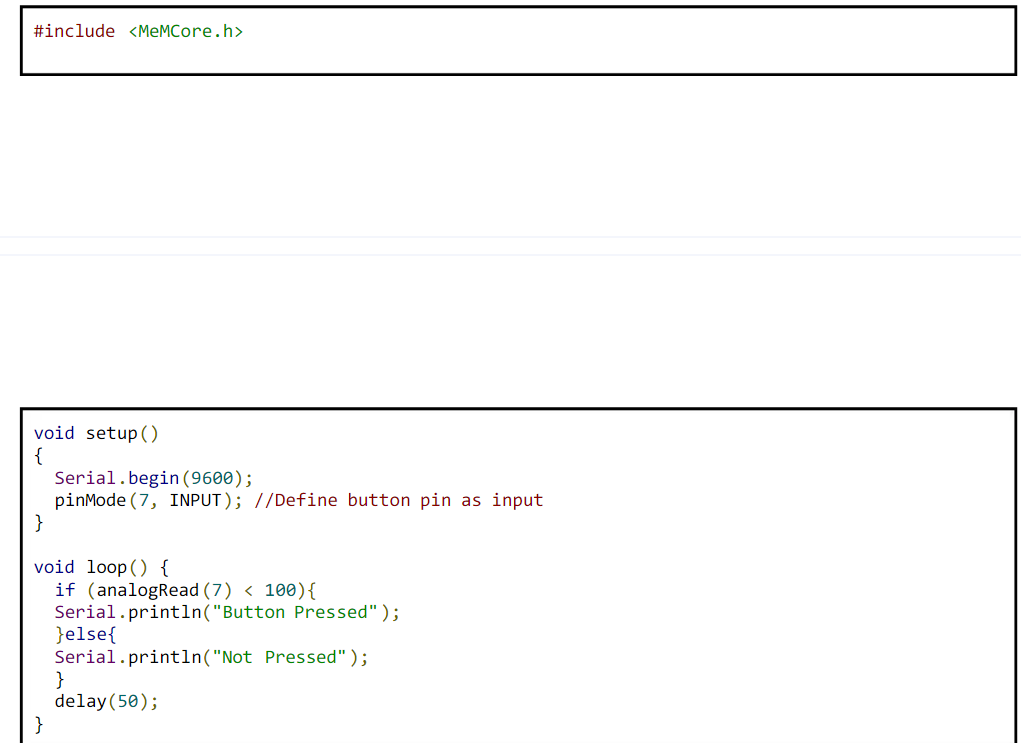 #include <MeMCore.h>
void setup()
{
  Serial.begin(9600);
  pinMode(7, INPUT); //Define button pin as input
}
void loop() {
  if (analogRead(7) < 100){
  Serial.println("Button Pressed");
  }else{
  Serial.println("Not Pressed");
  }
  delay(50);
}